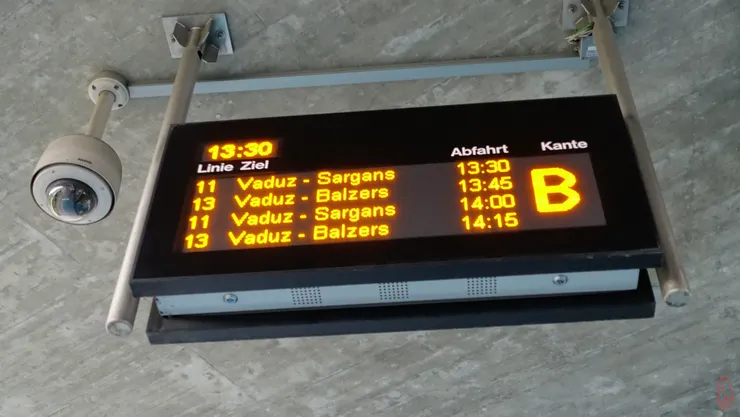 13:30
Linie Ziel Abfahrt Kante
11 Vaduz - Sargans 13:30 B
13 Vaduz - Balzers 13:45
11 Vaduz - Sargans 14:00
13 Vaduz - Balzers 14:15